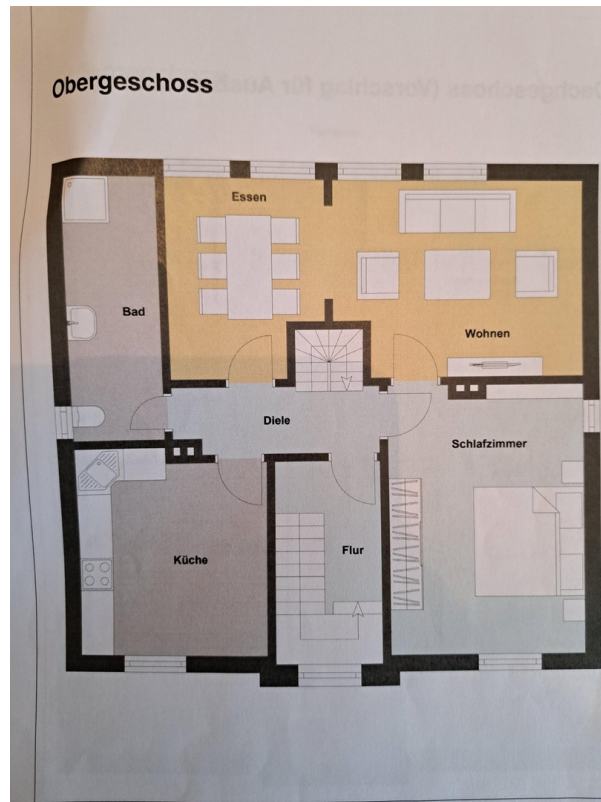 Obergeschoss
Essen
Bad
Wohnen
Diele
Schlafzimmer
Küche
Flur